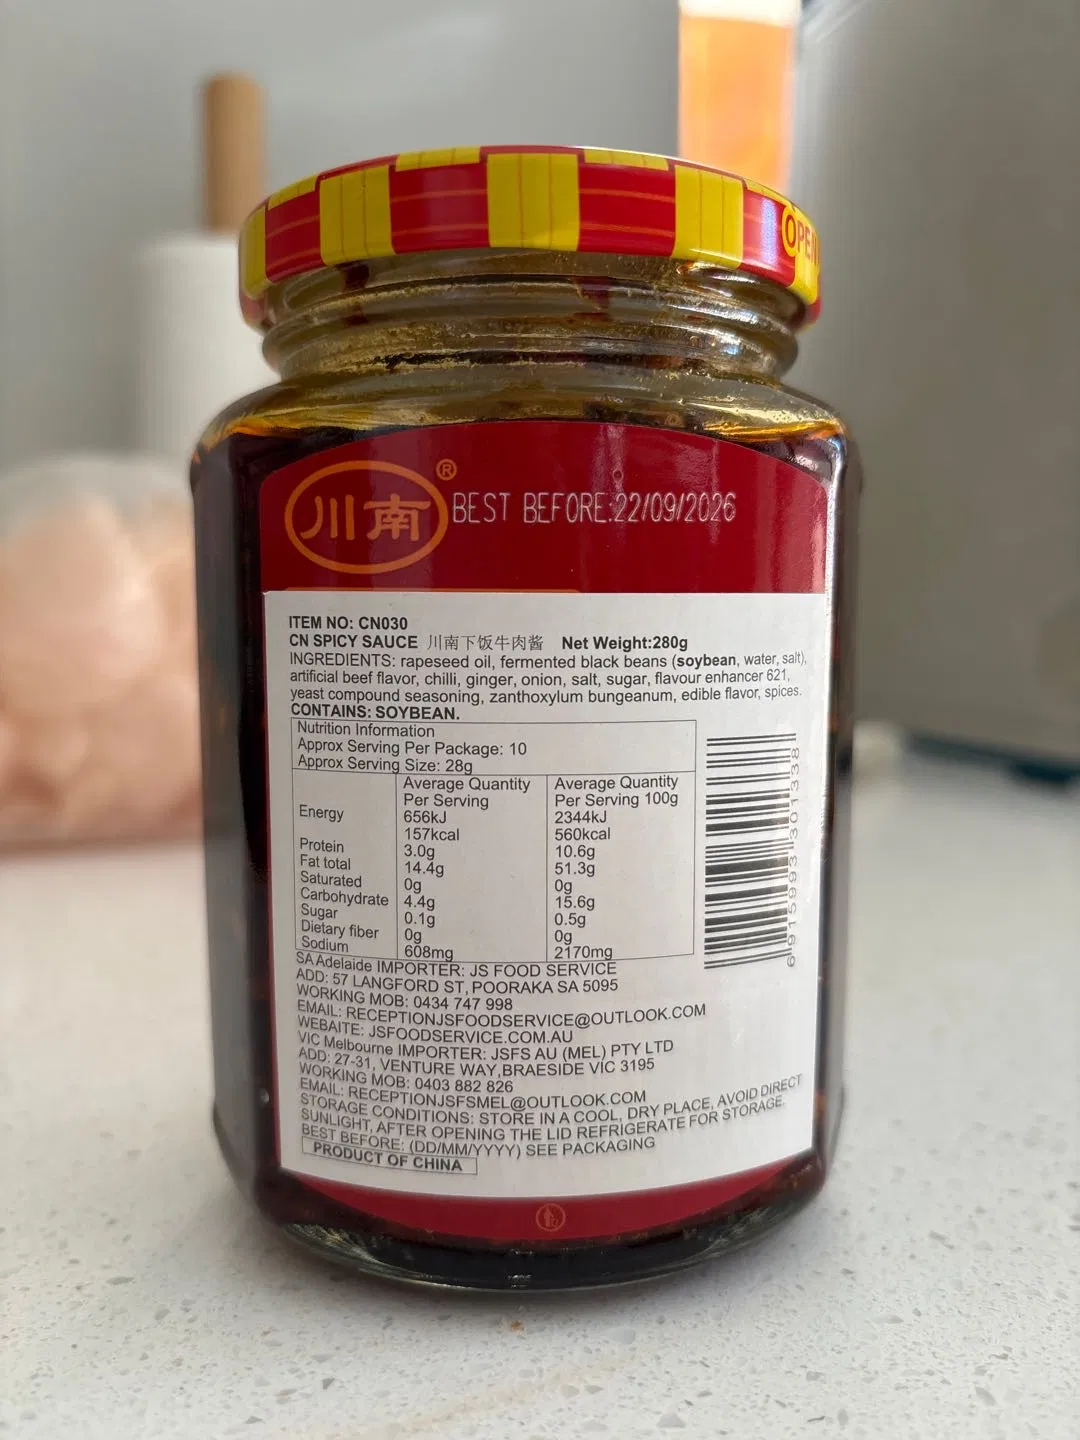 OPEN
川南®
BEST BEFORE:22/09/2026
ITEM NO: CN030
CN SPICY SAUCE 川南下饭牛肉酱 Net Weight:280g
INGREDIENTS: rapeseed oil, fermented black beans (soybean, water, salt),
artificial beef flavor, chilli, ginger, onion, salt, sugar, flavour enhancer 621,
yeast compound seasoning, zanthoxylum bungeanum, edible flavor, spices.
CONTAINS: SOYBEAN.
Nutrition Information
Approx Serving Per Package: 10
Approx Serving Size: 28g
Average Quantity Per Serving Average Quantity Per Serving 100g
Energy 656kJ 2344kJ
157kcal 560kcal
Protein 3.0g 10.6g
Fat total 14.4g 51.3g
Saturated 0g 0g
Carbohydrate 4.4g 15.6g
Sugar 0.1g 0.5g
Dietary fiber 0g 0g
Sodium 608mg 2170mg
6 915993 301338
SA Adelaide IMPORTER: JS FOOD SERVICE
ADD: 57 LANGFORD ST, POORAKA SA 5095
WORKING MOB: 0434 747 998
EMAIL: RECEPTIONJSFOODSERVICE@OUTLOOK.COM
WEBAITE: JSFOODSERVICE.COM.AU
VIC Melbourne IMPORTER: JSFS AU (MEL) PTY LTD
ADD: 27-31, VENTURE WAY,BRAESIDE VIC 3195
WORKING MOB: 0403 882 826
EMAIL: RECEPTIONJSFSMEL@OUTLOOK.COM
STORAGE CONDITIONS: STORE IN A COOL, DRY PLACE, AVOID DIRECT
SUNLIGHT, AFTER OPENING THE LID REFRIGERATE FOR STORAGE.
BEST BEFORE: (DD/MM/YYYY) SEE PACKAGING
PRODUCT OF CHINA